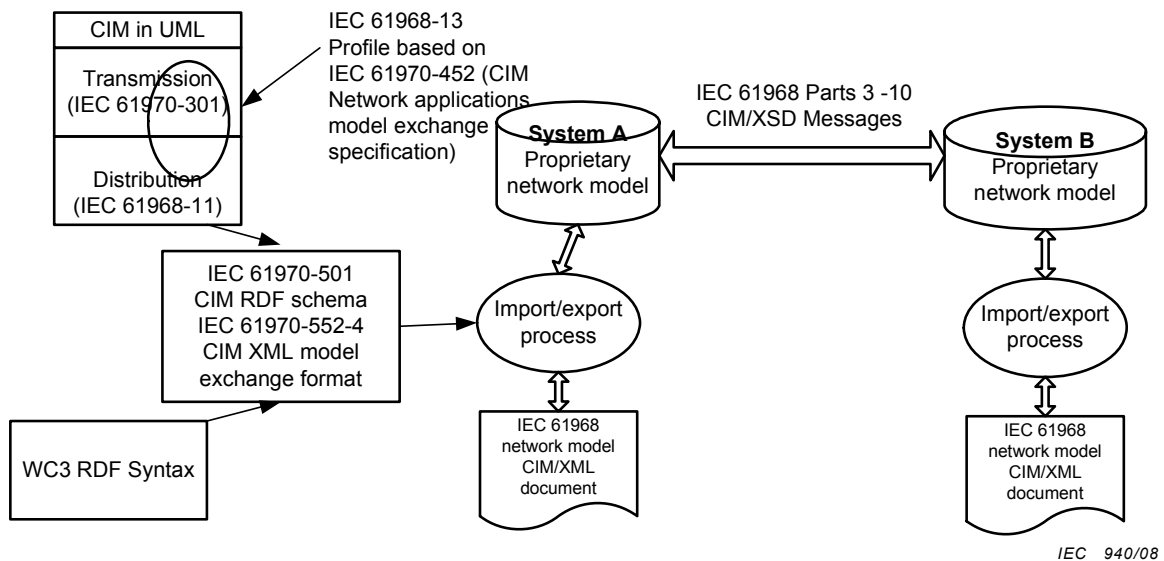 CIM in UML
Transmission
(IEC 61970-301)
Distribution
(IEC 61968-11)
IEC 61968-13
Profile based on
IEC 61970-452 (CIM
Network applications
model exchange
specification)
IEC 61968 Parts 3 -10
CIM/XSD Messages
System A
Proprietary
network model
System B
Proprietary
network model
IEC 61970-501
CIM RDF schema
IEC 61970-552-4
CIM XML model
exchange format
Import/export
process
Import/export
process
WC3 RDF Syntax
IEC 61968
network model
CIM/XML
document
IEC 61968
network model
CIM/XML
document
IEC 940/08